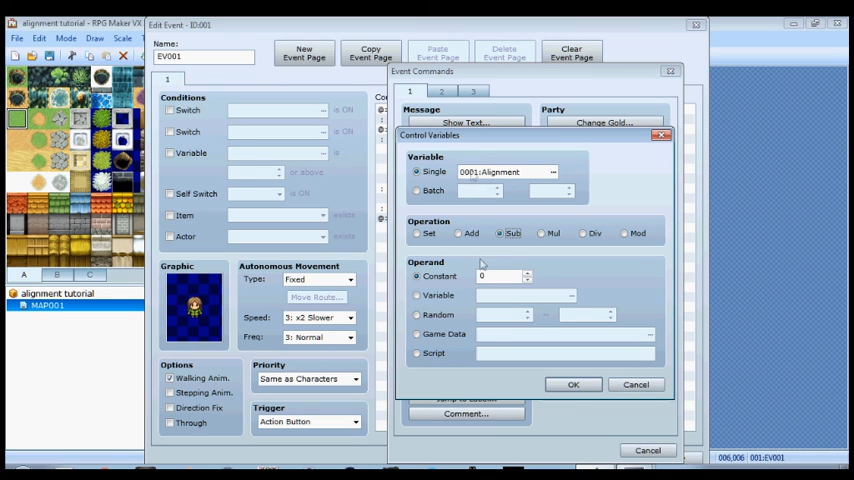 alignment tutorial - RPG Maker VX
File Edit Mode Draw Scale
A B C
alignment tutorial
MAP001
Edit Event - ID:001
Name:
EV001
New Event Page
Copy Event Page
Paste Event Page
Delete Event Page
Clear Event Page
1
Conditions
Switch is ON
Switch is ON
Variable is
or above
Self Switch is ON
Item exists
Actor exists
Graphic
Autonomous Movement
Type: Fixed
Move Route...
Speed: 3: x2 Slower
Freq: 3: Normal
Options
Walking Anim.
Stepping Anim.
Direction Fix
Through
Priority
Same as Characters
Trigger
Action Button
Event Commands
1 2 3
Message
Show Text...
Party
Change Gold...
Control Variables
Variable
Single 0001:Alignment
Batch
Operation
Set Add Sub Mul Div Mod
Operand
Constant 0
Variable
Random ~
Game Data
Script
OK Cancel
Comment...
Cancel
006,006 001:EV001